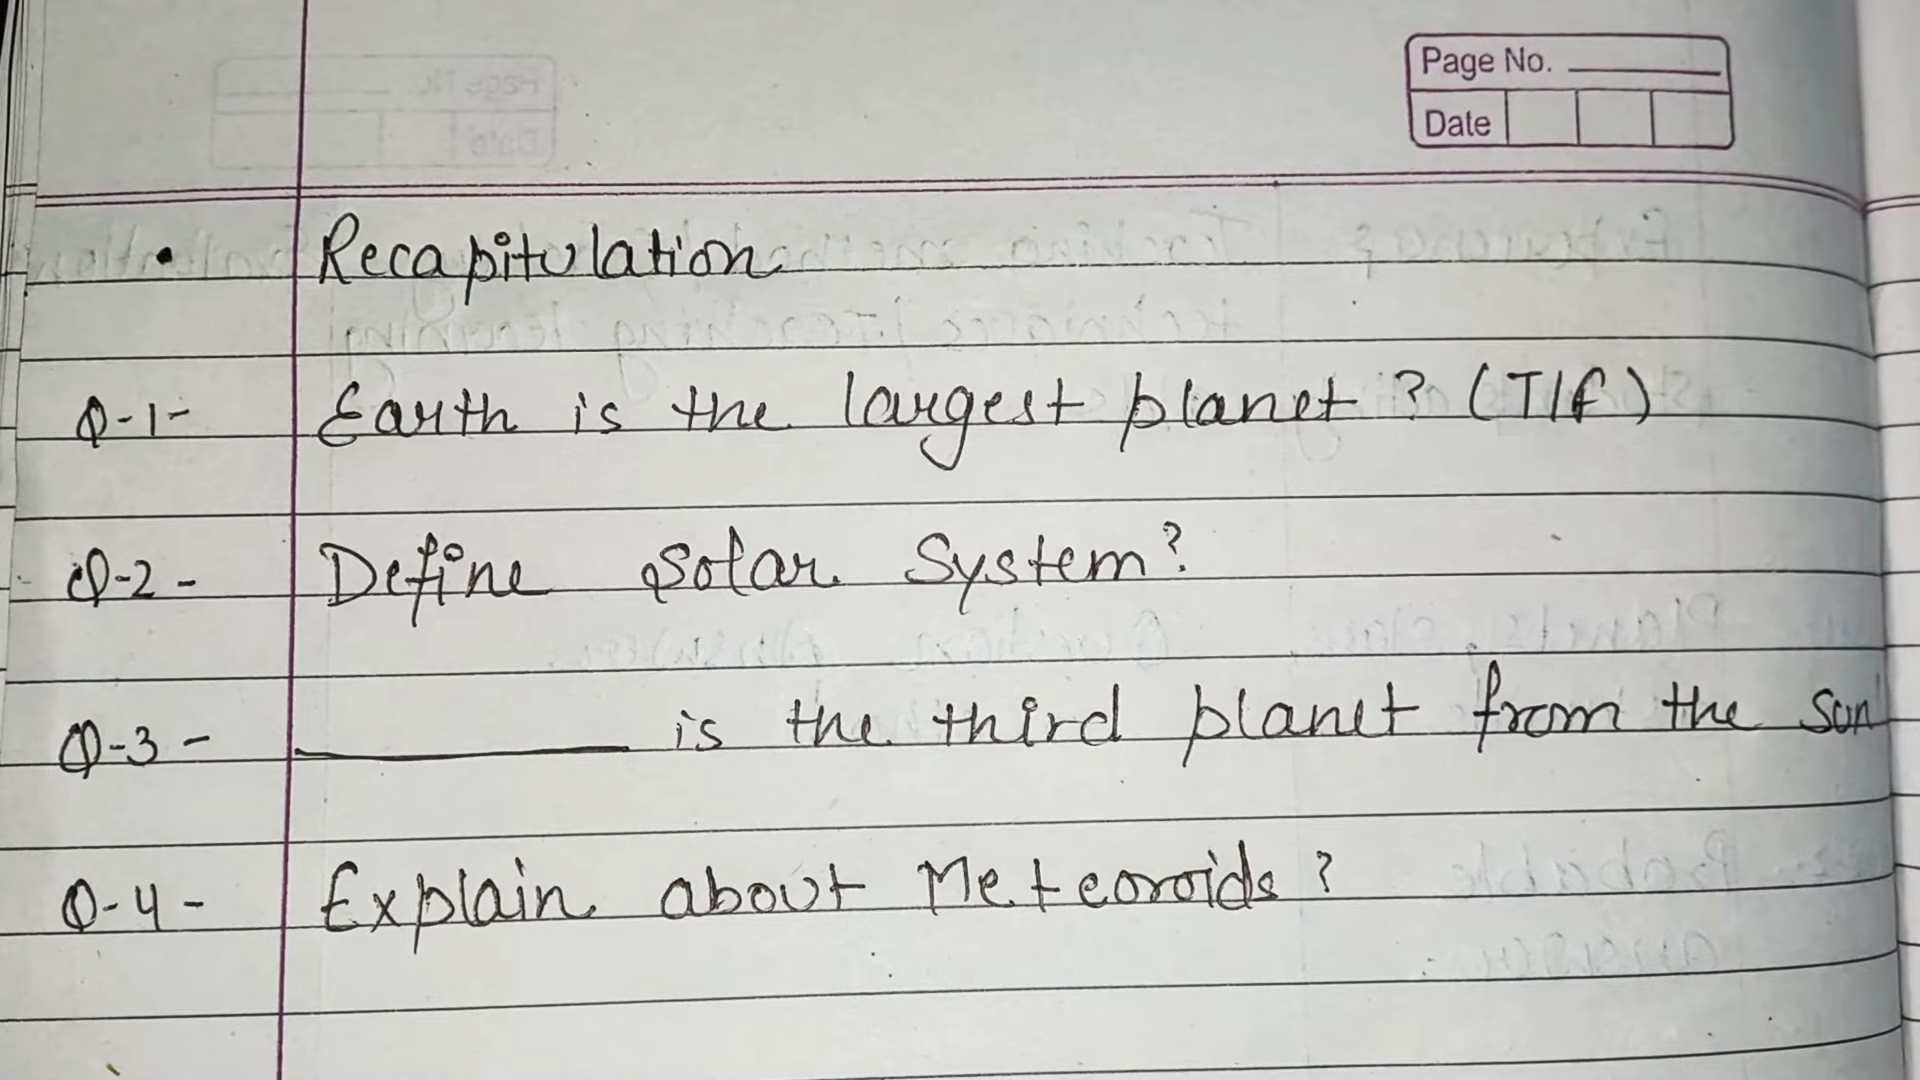 Page No.
Date
• Recapitulation
Q-1- Earth is the largest planet? (T/F)
Q-2 - Define Solar System?
Q-3 - ________ is the third planet from the sun
Q-4 - Explain about Meteoroids?